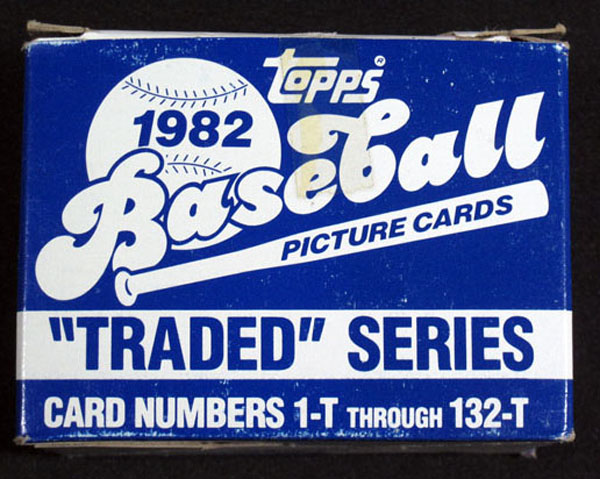 Topps®
1982
Baseball
PICTURE CARDS
"TRADED" SERIES
CARD NUMBERS 1-T THROUGH 132-T